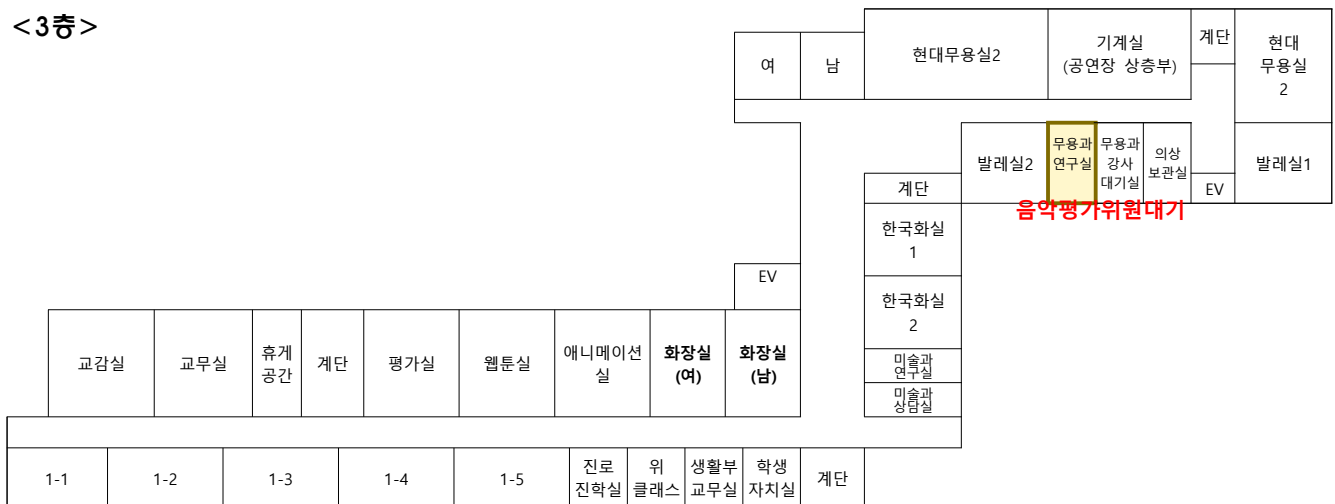 <3층>
여
남
현대무용실2
기계실
(공연장 상층부)
계단
현대
무용실
2
발레실2
무용과
연구실
무용과
강사
대기실
의상
보관실
EV
발레실1
음악평가위원대기
계단
한국화실
1
EV
한국화실
2
미술과
연구실
미술과
상담실
교감실
교무실
휴게
공간
계단
평가실
웹툰실
애니메이션
실
화장실
(여)
화장실
(남)
1-1
1-2
1-3
1-4
1-5
진로
진학실
위
클래스
생활부
교무실
학생
자치실
계단